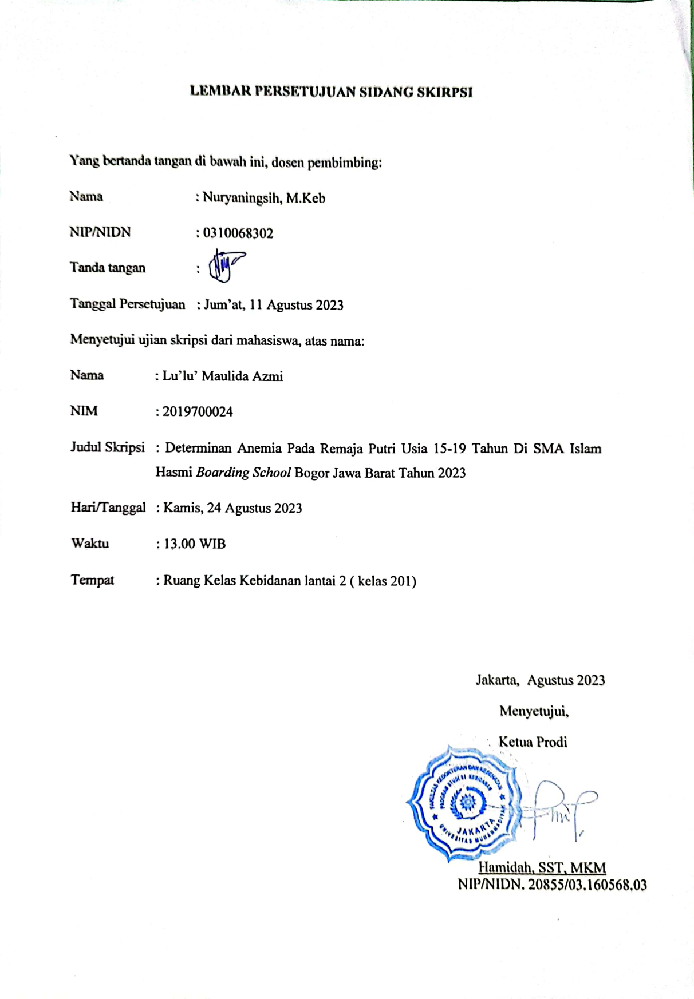 LEMBAR PERSETUJUAN SIDANG SKIRPSI
Yang bertanda tangan di bawah ini, dosen pembimbing:
Nama : Nuryaningsih, M.Keb
NIP/NIDN : 0310068302
Tanda tangan :
Tanggal Persetujuan : Jum'at, 11 Agustus 2023
Menyetujui ujian skripsi dari mahasiswa, atas nama:
Nama : Lu'lu' Maulida Azmi
NIM : 2019700024
Judul Skripsi : Determinan Anemia Pada Remaja Putri Usia 15-19 Tahun Di SMA Islam
Hasmi Boarding School Bogor Jawa Barat Tahun 2023
Hari/Tanggal : Kamis, 24 Agustus 2023
Waktu : 13.00 WIB
Tempat : Ruang Kelas Kebidanan lantai 2 ( kelas 201)
Jakarta, Agustus 2023
Menyetujui,
Ketua Prodi
FAKULTAS KEDOKTERAN DAN KESEHATAN
PROGRAM STUDI S1 KEBIDANAN
JAKARTA
UNIVESITAS MUHAMMADIYAH
Hamidah, SST, MKM
NIP/NIDN. 20855/03.160568.03